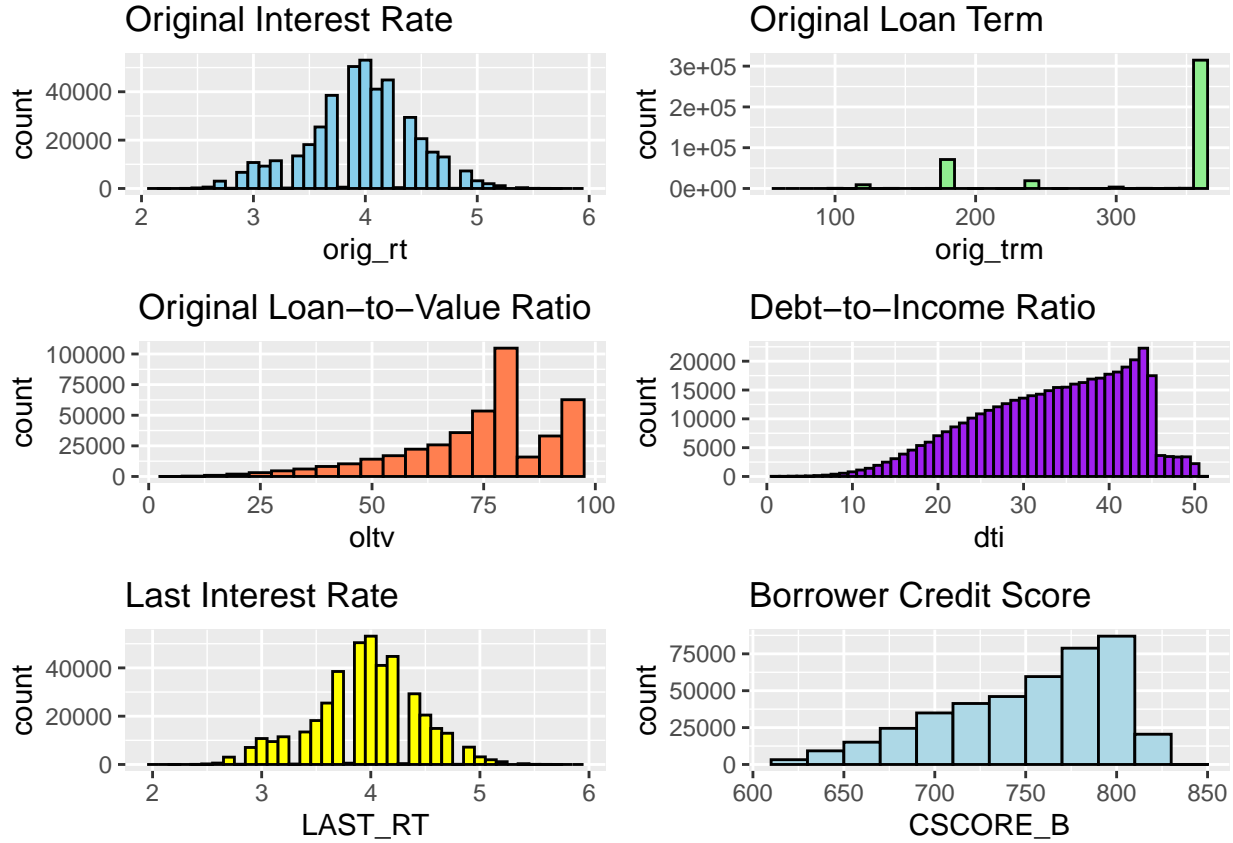 Original Interest Rate
count
40000
20000
0
2 3 4 5 6
orig_rt
Original Loan Term
count
3e+05
2e+05
1e+05
0e+00
100 200 300
orig_trm
Original Loan−to−Value Ratio
count
100000
75000
50000
25000
0
0 25 50 75 100
oltv
Debt−to−Income Ratio
count
20000
15000
10000
5000
0
0 10 20 30 40 50
dti
Last Interest Rate
count
40000
20000
0
2 3 4 5 6
LAST_RT
Borrower Credit Score
count
75000
50000
25000
0
600 650 700 750 800 850
CSCORE_B